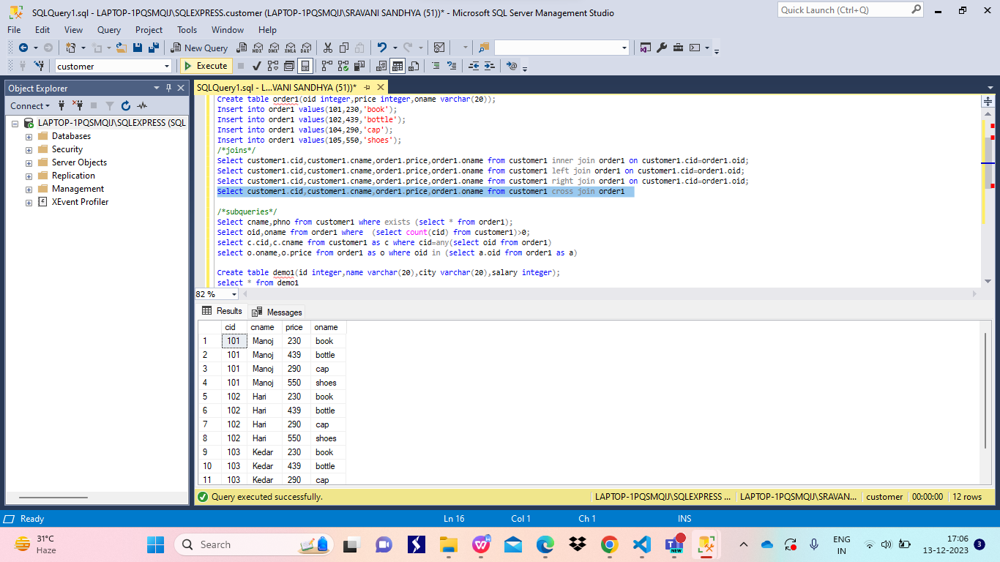 SQLQuery1.sql - LAPTOP-1PQSMQIJ\SQLEXPRESS.customer (LAPTOP-1PQSMQIJ\SRAVANI SANDHYA (51))* - Microsoft SQL Server Management Studio
Quick Launch (Ctrl+Q)
File Edit View Query Project Tools Window Help
New Query MDX DMX XMLA DAX
customer Execute
Object Explorer
Connect
LAPTOP-1PQSMQIJ\SQLEXPRESS (SQL
Databases
Security
Server Objects
Replication
Management
XEvent Profiler
SQLQuery1.sql - L...VANI SANDHYA (51))*
Create table order1(oid integer,price integer,oname varchar(20));
Insert into order1 values(101,230,'book');
Insert into order1 values(102,439,'bottle');
Insert into order1 values(104,290,'cap');
Insert into order1 values(105,550,'shoes');
/*joins*/
Select customer1.cid,customer1.cname,order1.price,order1.oname from customer1 inner join order1 on customer1.cid=order1.oid;
Select customer1.cid,customer1.cname,order1.price,order1.oname from customer1 left join order1 on customer1.cid=order1.oid;
Select customer1.cid,customer1.cname,order1.price,order1.oname from customer1 right join order1 on customer1.cid=order1.oid;
Select customer1.cid,customer1.cname,order1.price,order1.oname from customer1 cross join order1
/*subqueries*/
Select cname,phno from customer1 where exists (select * from order1);
Select oid,oname from order1 where  (select count(cid) from customer1)>0;
select c.cid,c.cname from customer1 as c where cid=any(select oid from order1)
select o.oname,o.price from order1 as o where oid in (select a.oid from order1 as a)
Create table demo1(id integer,name varchar(20),city varchar(20),salary integer);
select * from demo1
82 %
Results Messages
cid cname price oname
1 101 Manoj 230 book
2 101 Manoj 439 bottle
3 101 Manoj 290 cap
4 101 Manoj 550 shoes
5 102 Hari 230 book
6 102 Hari 439 bottle
7 102 Hari 290 cap
8 102 Hari 550 shoes
9 103 Kedar 230 book
10 103 Kedar 439 bottle
11 103 Kedar 290 cap
Query executed successfully. LAPTOP-1PQSMQIJ\SQLEXPRESS ... LAPTOP-1PQSMQIJ\SRAVAN... customer 00:00:00 12 rows
Ready Ln 16 Col 1 Ch 1 INS
31°C
Haze
Search
NEW
ENG
IN
17:06
13-12-2023
3